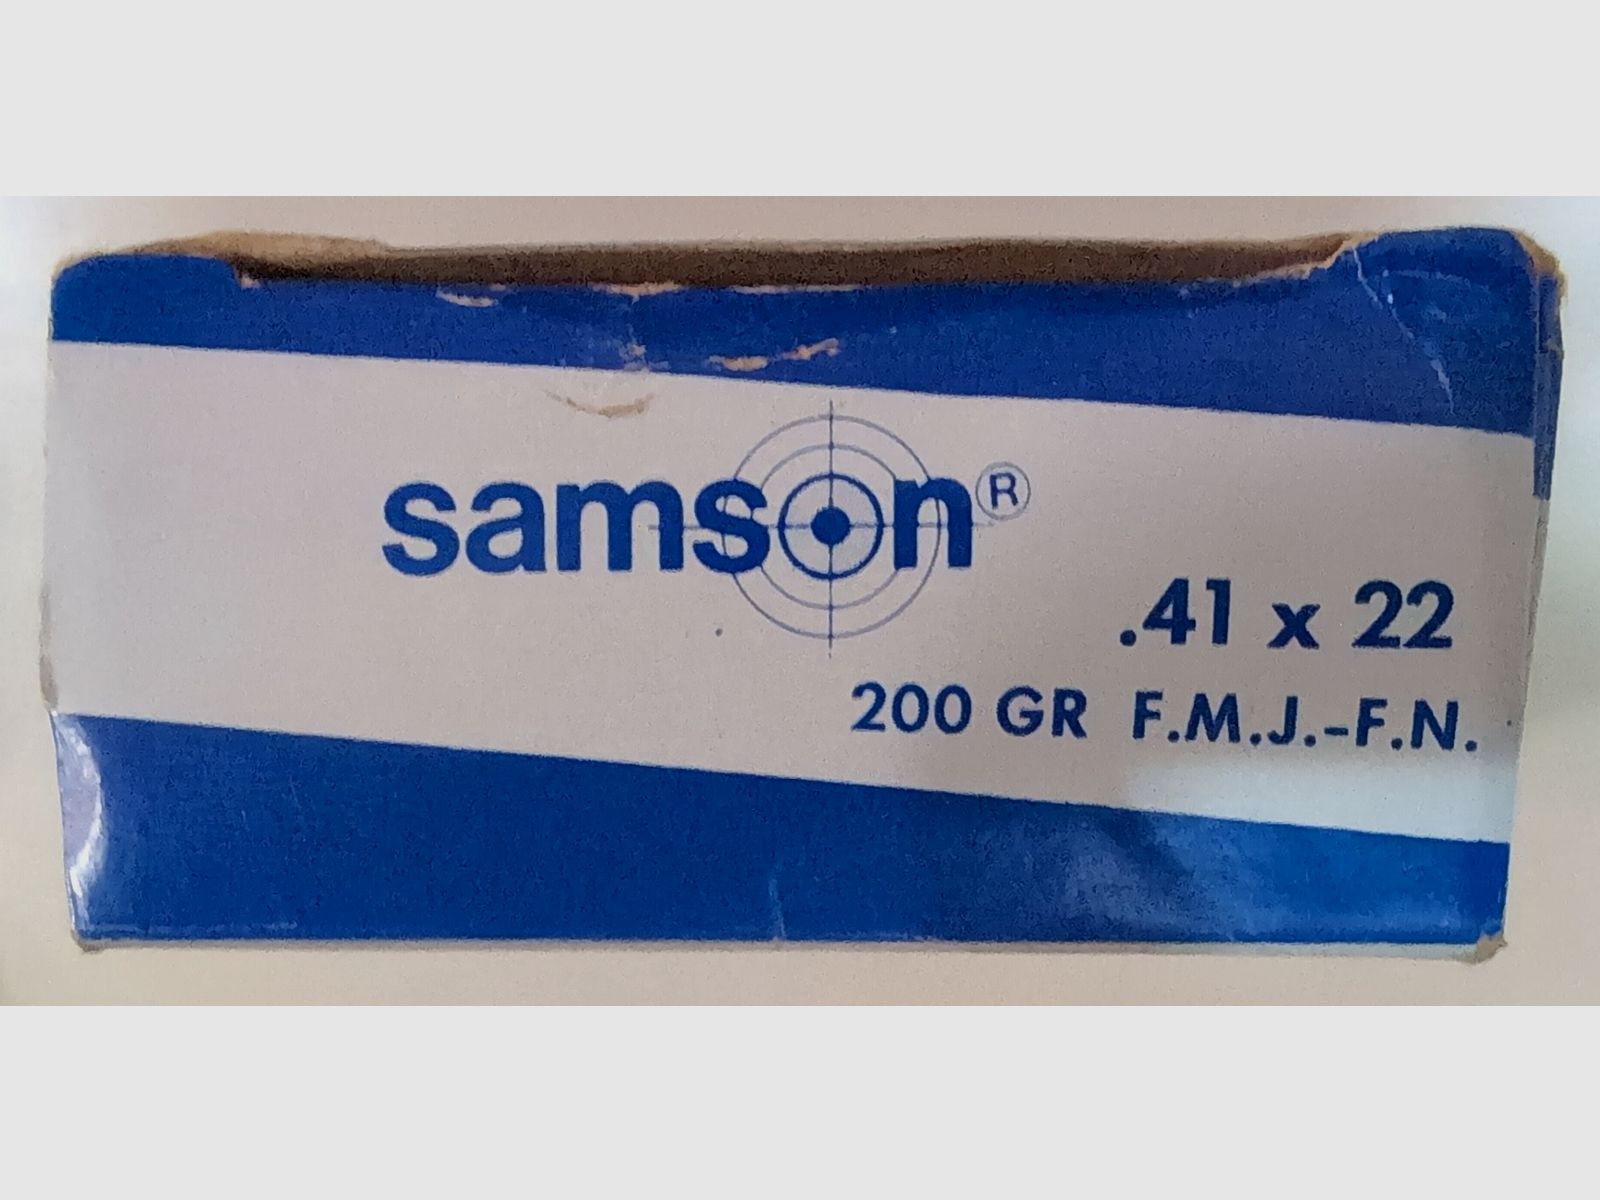 samson®
.41 x 22
200 GR F.M.J.-F.N.